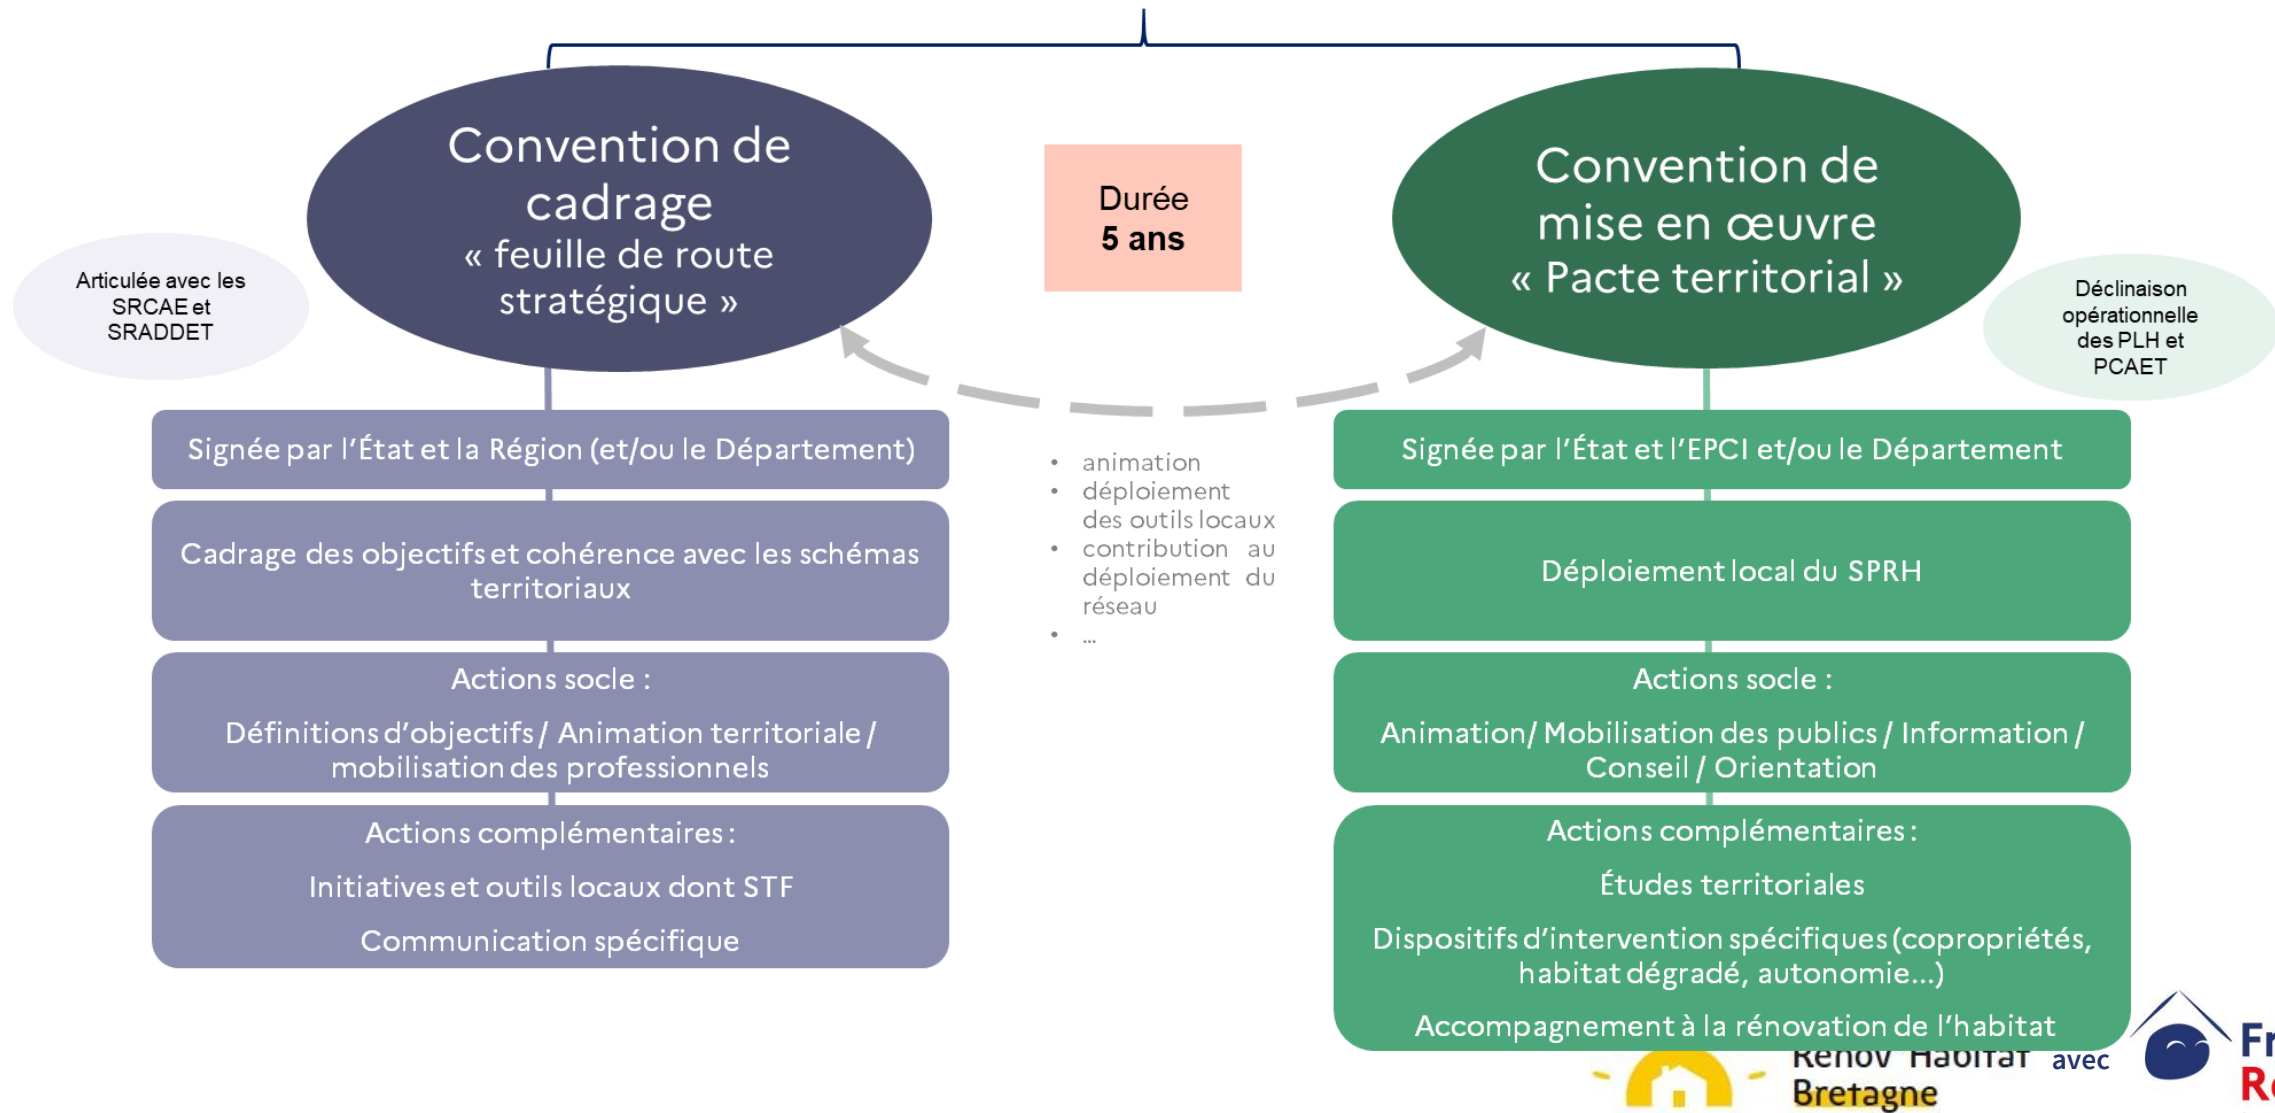 Convention de
cadrage
« feuille de route
stratégique »
Articulée avec les
SRCAE et
SRADDET
Signée par l'État et la Région (et/ou le Département)
Cadrage des objectifs et cohérence avec les schémas
territoriaux
Actions socle :
Définitions d'objectifs / Animation territoriale /
mobilisation des professionnels
Actions complémentaires :
Initiatives et outils locaux dont STF
Communication spécifique
Durée
5 ans
• animation
• déploiement
des outils locaux
• contribution au
déploiement du
réseau
• ...
Convention de
mise en œuvre
« Pacte territorial »
Déclinaison
opérationnelle
des PLH et
PCAET
Signée par l'État et l'EPCI et/ou le Département
Déploiement local du SPRH
Actions socle :
Animation/ Mobilisation des publics / Information /
Conseil / Orientation
Actions complémentaires :
Études territoriales
Dispositifs d'intervention spécifiques (copropriétés,
habitat dégradé, autonomie...)
Accompagnement à la rénovation de l'habitat
Rénov' Habitat
Bretagne
avec